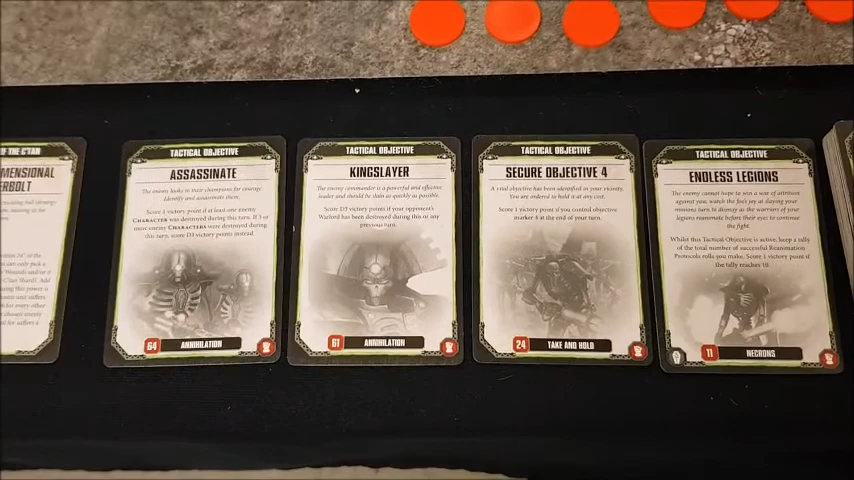 OF THE C'TAN
TACTICAL OBJECTIVE
ASSASSINATE
The enemy looks to their champions for courage.
Identify and assassinate them.
Score 1 victory point if at least one enemy
CHARACTER was destroyed during this turn. If 3 or
more enemy CHARACTERS were destroyed during
this turn, score D3 victory points instead
64
ANNIHILATION
TACTICAL OBJECTIVE
KINGSLAYER
The enemy commander is a powerful and effective
leader and should be slain as quickly as possible.
Score D3 victory points if your opponent's
Warlord has been destroyed during this or any
previous turn.
61
ANNIHILATION
TACTICAL OBJECTIVE
SECURE OBJECTIVE 4
A vital objective has been identified in your vicinity.
You are ordered to hold it at any cost.
Score 1 victory point if you control objective
marker 4 at the end of your turn.
24
TAKE AND HOLD
TACTICAL OBJECTIVE
ENDLESS LEGIONS
The enemy cannot hope to win a war of attrition
against you, watch the foe's joy at slaying your
minions turn to dismay as the warriors of your
legions reanimate before their eyes to continue
the fight
Whilst this Tactical Objective is active, keep a tally
of the total number of successful Reanimation
Protocols rolls you make. Score 1 victory point if
the tally reaches 10.
11
NECRONS